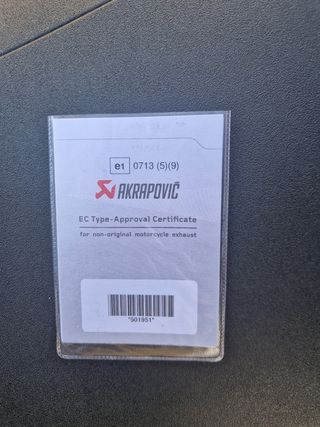 e1 0713 (5)(9)
AKRAPOVIČ
EC Type-Approval Certificate
for non-original motorcycle exhaust
*501951*